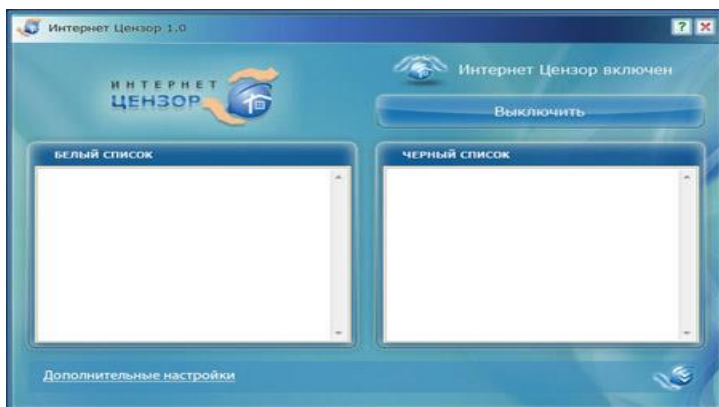 Интернет Цензор 1.0
?
ИНТЕРНЕТ
ЦЕНЗОР
Интернет Цензор включен
Выключить
БЕЛЫЙ СПИСОК
ЧЕРНЫЙ СПИСОК
Дополнительные настройки